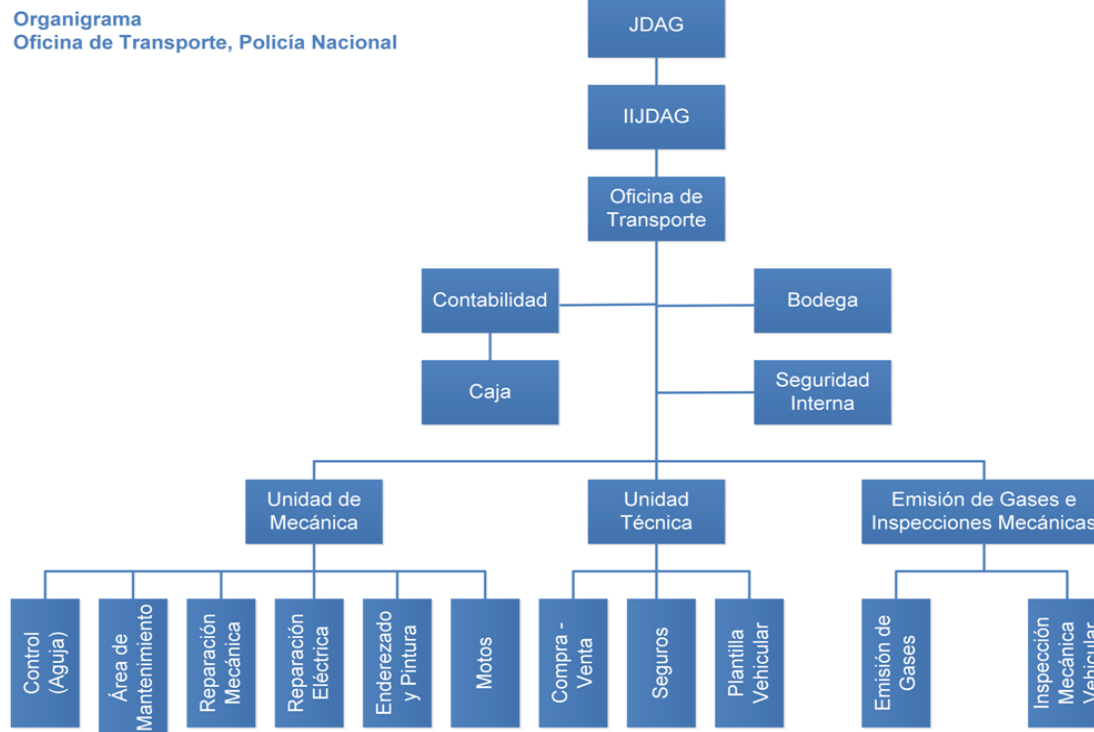 Organigrama
Oficina de Transporte, Policía Nacional
JDAG
IIJDAG
Oficina de
Transporte
Contabilidad
Bodega
Caja
Seguridad
Interna
Unidad de
Mecánica
Unidad
Técnica
Emisión de Gases e
Inspecciones Mecánicas
Control
(Aguja)
Área de
Mantenimiento
Reparación
Mecánica
Reparación
Eléctrica
Enderezado
y Pintura
Motos
Compra -
Venta
Seguros
Plantilla
Vehicular
Emisión de
Gases
Inspección
Mecánica
Vehicular